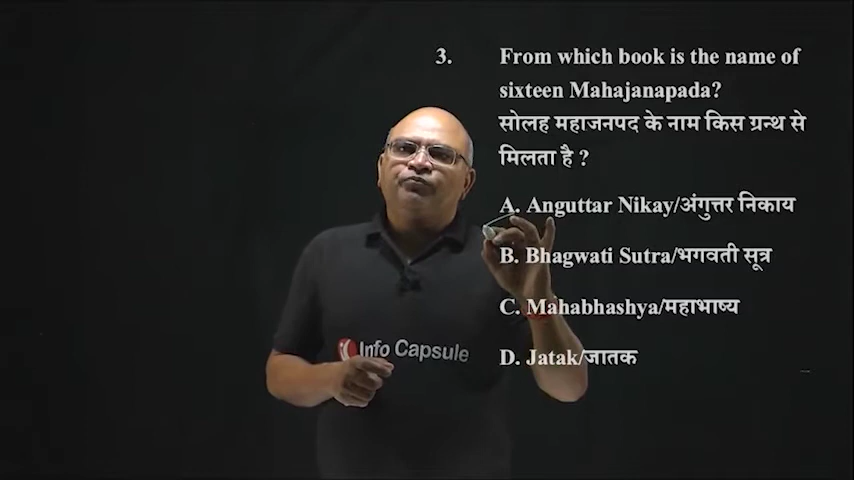 3. From which book is the name of
sixteen Mahajanapada?
सोलह महाजनपद के नाम किस ग्रन्थ से
मिलता है ?
A. Anguttar Nikay/अंगुत्तर निकाय
B. Bhagwati Sutra/भगवती सूत्र
C. Mahabhashya/महाभाष्य
D. Jatak/जातक
Info Capsule